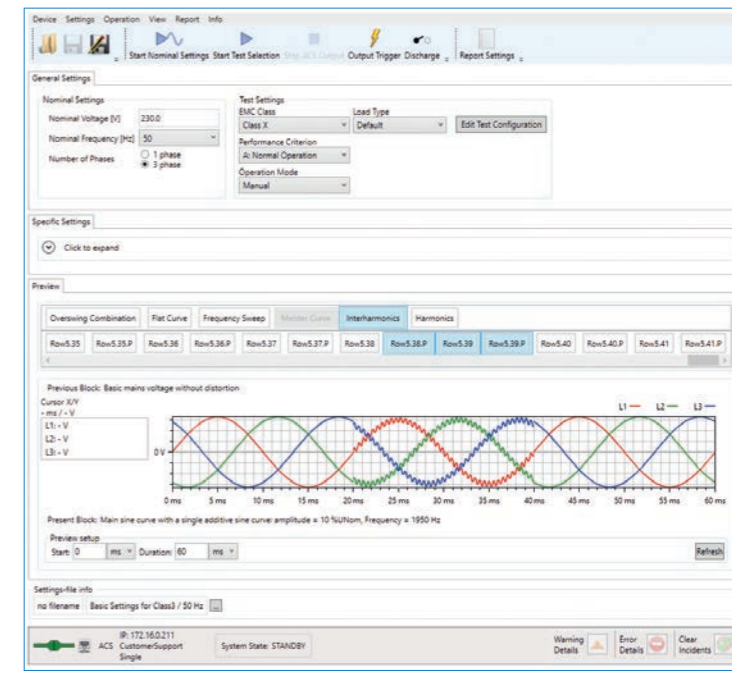 Device Settings Operation View Report Info
Start Nominal Settings Start Test Selection Stop ACS Output Output Trigger Discharge Report Settings
General Settings
Nominal Settings
Nominal Voltage [V] 230.0
Nominal Frequency [Hz] 50
Number of Phases
1 phase
3 phase
Test Settings
EMC Class Load Type
Class X Default Edit Test Configuration
Performance Criterion
A: Normal Operation
Operation Mode
Manual
Specific Settings
Click to expand
Preview
Overswing Combination Flat Curve Frequency Sweep Meister Curve Interharmonics Harmonics
Row5.35 Row5.35.P Row5.36 Row5.36.P Row5.37 Row5.37.P Row5.38 Row5.38.P Row5.39 Row5.39.P Row5.40 Row5.40.P Row5.41 Row5.41.P
Previous Block: Basic mains voltage without distortion
Cursor X/Y
- ms / - V
L1: - V
L2: - V
L3: - V
L1 L2 L3
0 V
0 ms 5 ms 10 ms 15 ms 20 ms 25 ms 30 ms 35 ms 40 ms 45 ms 50 ms 55 ms 60 ms
Present Block: Main sine curve with a single additive sine curve: amplitude = 10 %UNom, Frequency = 1950 Hz
Preview setup
Start: 0 ms Duration: 60 ms Refresh
Settings-file info
no filename Basic Settings for Class3 / 50 Hz ...
ACS
IP: 172.16.0.211
CustomerSupport
Single
System State: STANDBY
Warning Details
Error Details
Clear Incidents